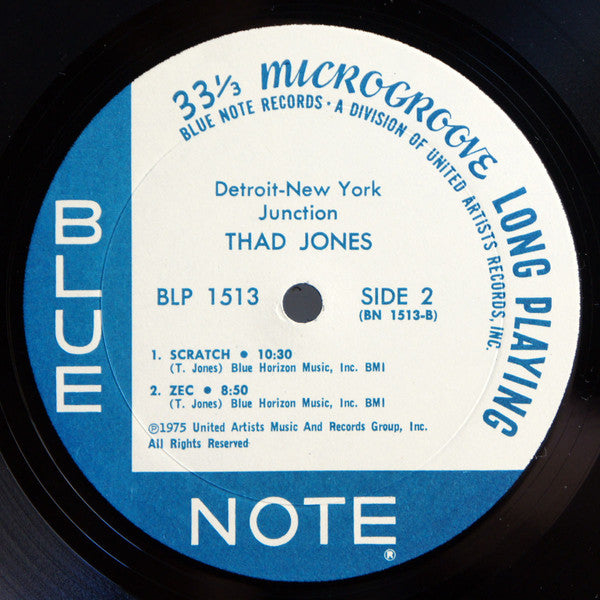 33⅓ MICROGROOVE LONG PLAYING
BLUE NOTE RECORDS • A DIVISION OF UNITED ARTISTS RECORDS, INC.
Detroit-New York
Junction
THAD JONES
BLP 1513
SIDE 2
(BN 1513-B)
1. SCRATCH • 10:30
(T. Jones) Blue Horizon Music, Inc. BMI
2. ZEC • 8:50
(T. Jones) Blue Horizon Music, Inc. BMI
℗1975 United Artists Music And Records Group, Inc.
All Rights Reserved
BLUE
NOTE®